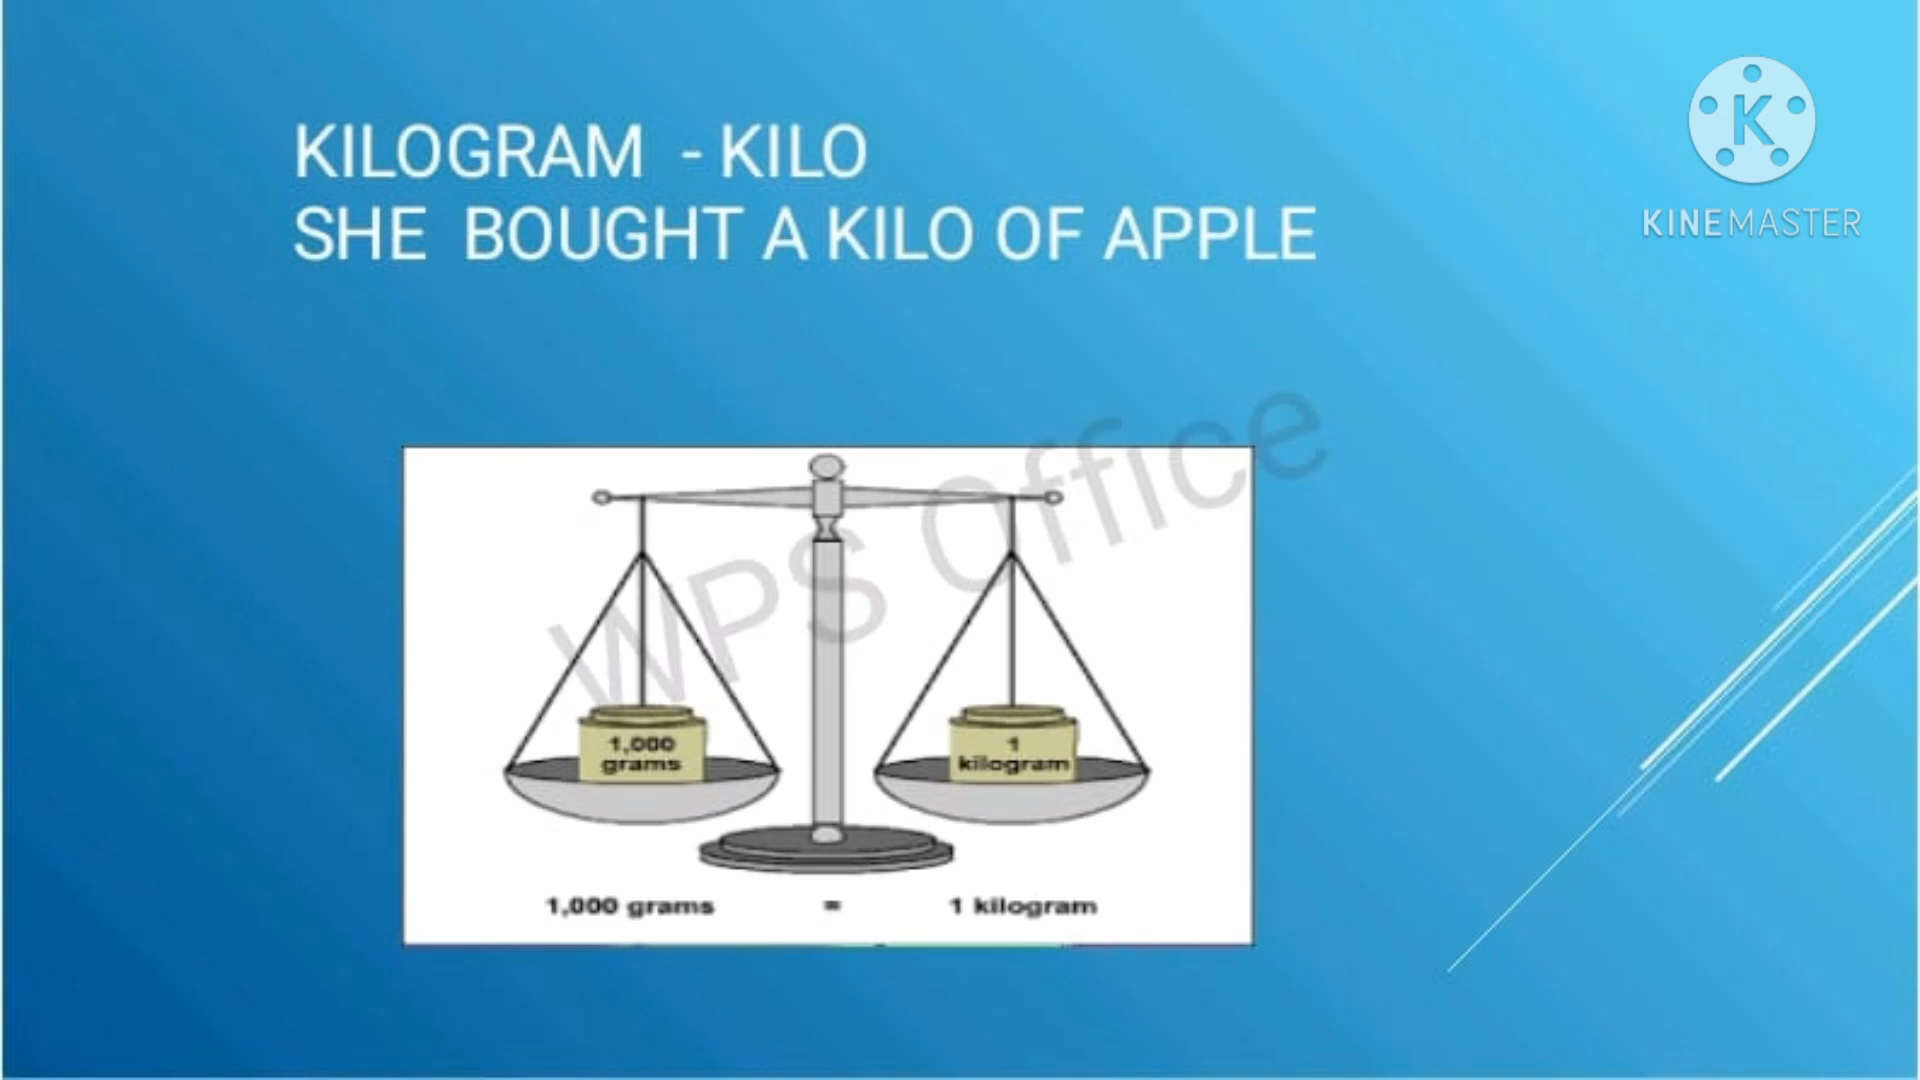 KILOGRAM - KILO
SHE BOUGHT A KILO OF APPLE
K
KINEMASTER
WPS Office
1,000
grams
1
kilogram
1,000 grams = 1 kilogram